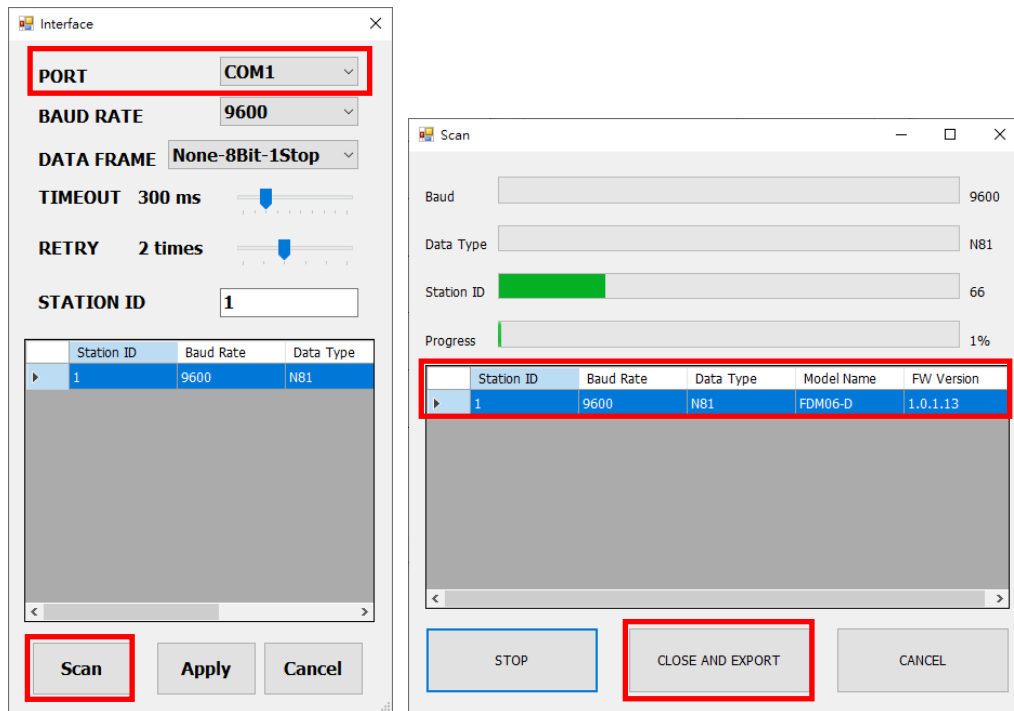 Interface
PORT COM1
BAUD RATE 9600
DATA FRAME None-8Bit-1Stop
TIMEOUT 300 ms
RETRY 2 times
STATION ID 1
Station ID Baud Rate Data Type
1 9600 N81
Scan Apply Cancel
Scan
Baud 9600
Data Type N81
Station ID 66
Progress 1%
Station ID Baud Rate Data Type Model Name FW Version
1 9600 N81 FDM06-D 1.0.1.13
STOP CLOSE AND EXPORT CANCEL